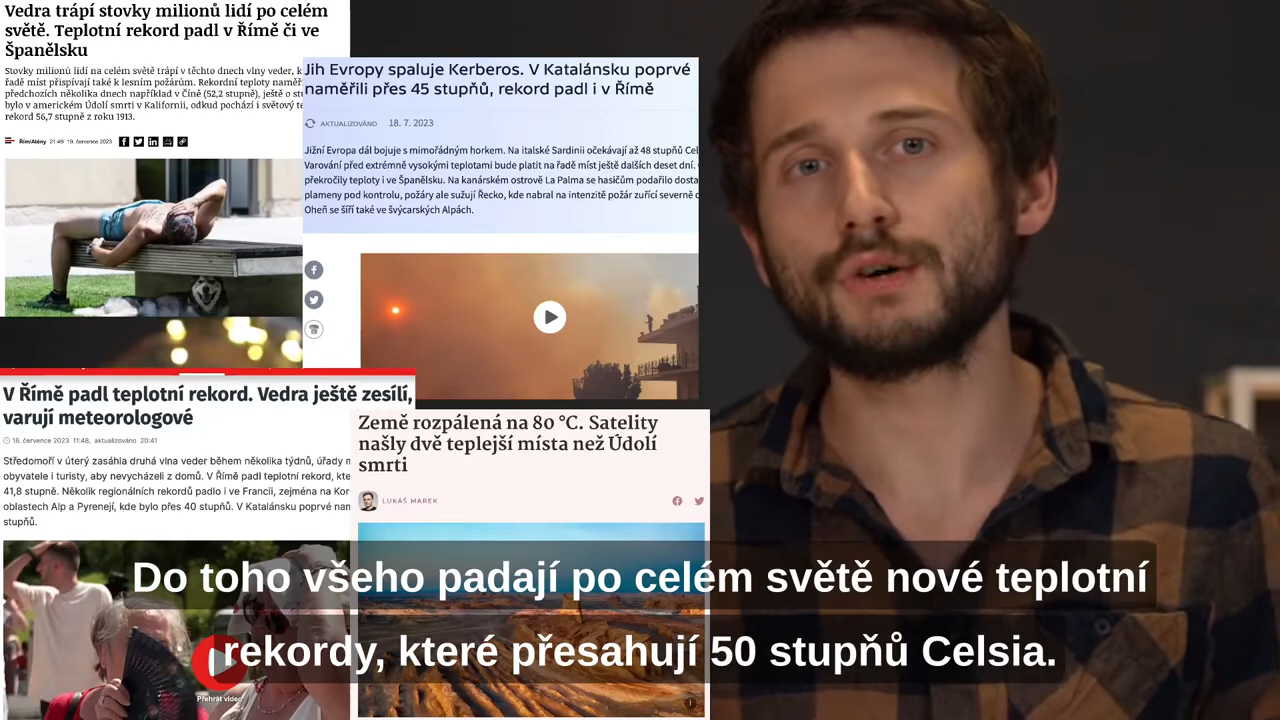 Vedra trápí stovky milionů lidí po celém
světě. Teplotní rekord padl v Římě či ve
Španělsku
Stovky milionů lidí na celém světě trápí v těchto dnech vlny veder, k
řadě míst přispívají také k lesním požárům. Rekordní teploty naměř
předchozích několika dnech například v Číně (52,2 stupně), ještě o stu
bylo v americkém Údolí smrti v Kalifornii, odkud pochází i světový te
rekord 56,7 stupně z roku 1913.
Řím/Atény 21:49 19. července 2023
Jih Evropy spaluje Kerberos. V Katalánsku poprvé
naměřili přes 45 stupňů, rekord padl i v Římě
AKTUALIZOVÁNO 18. 7. 2023
Jižní Evropa dál bojuje s mimořádným horkem. Na italské Sardinii očekávají až 48 stupňů Cel
Varování před extrémně vysokými teplotami bude platit na řadě míst ještě dalších deset dní.
překročily teploty i ve Španělsku. Na kanárském ostrově La Palma se hasičům podařilo dosta
plameny pod kontrolu, požáry ale sužují Řecko, kde nabral na intenzitě požár zuřící severně o
Oheň se šíří také ve švýcarských Alpách.
V Římě padl teplotní rekord. Vedra ještě zesílí,
varují meteorologové
18. července 2023 11:48, aktualizováno 20:41
Středomoří v úterý zasáhla druhá vlna veder během několika týdnů, úřady n
obyvatele i turisty, aby nevycházeli z domů. V Římě padl teplotní rekord, kte
41,8 stupně. Několik regionálních rekordů padlo i ve Francii, zejména na Kor
oblastech Alp a Pyrenejí, kde bylo přes 40 stupňů. V Katalánsku poprvé nam
stupňů.
Přehrát video
Země rozpálená na 80 °C. Satelity
našly dvě teplejší místa než Údolí
smrti
LUKÁŠ MAREK
Do toho všeho padají po celém světě nové teplotní
rekordy, které přesahují 50 stupňů Celsia.